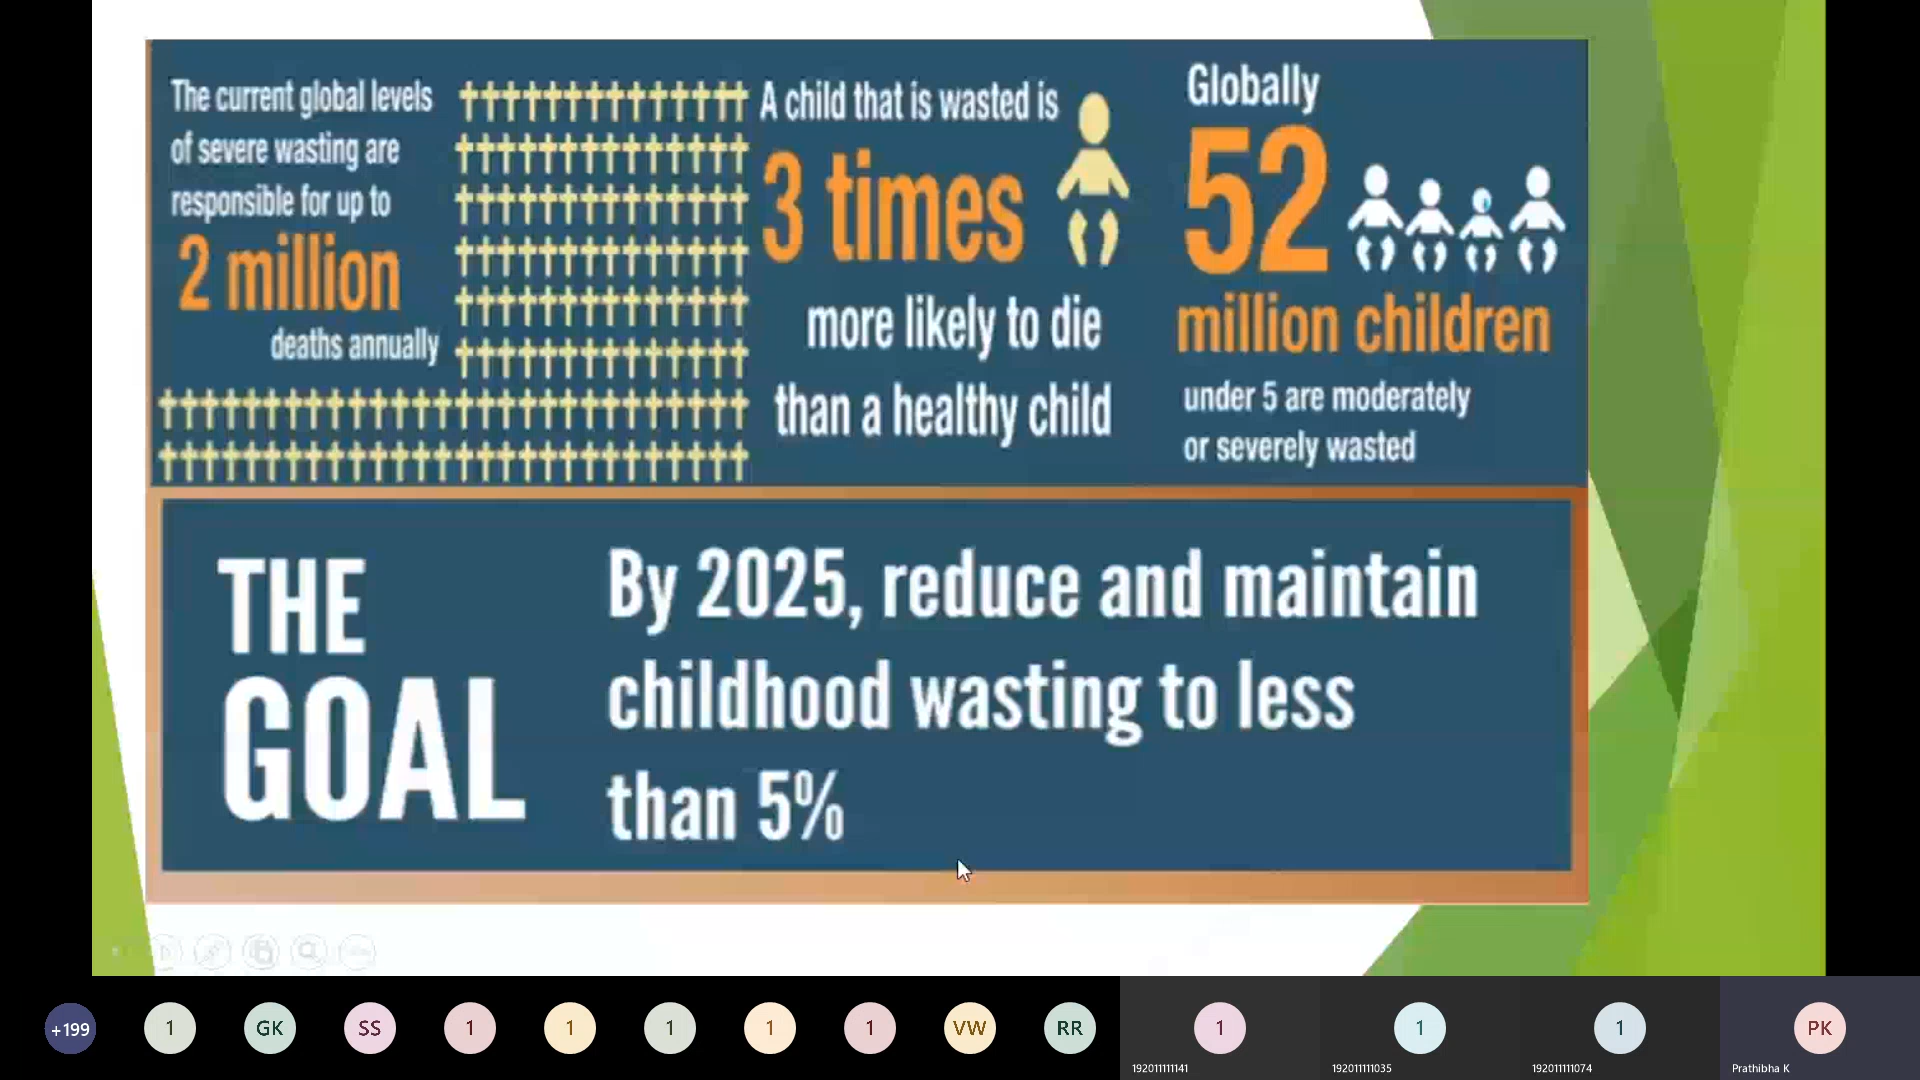 The current global levels
of severe wasting are
responsible for up to
2 million
deaths annually
A child that is wasted is
3 times
more likely to die
than a healthy child
Globally
52
million children
under 5 are moderately
or severely wasted
THE
GOAL
By 2025, reduce and maintain
childhood wasting to less
than 5%
+199
1
GK
SS
1
1
1
1
1
VW
RR
1
1
1
PK
192011111141
192011111035
192011111074
Prathibha K